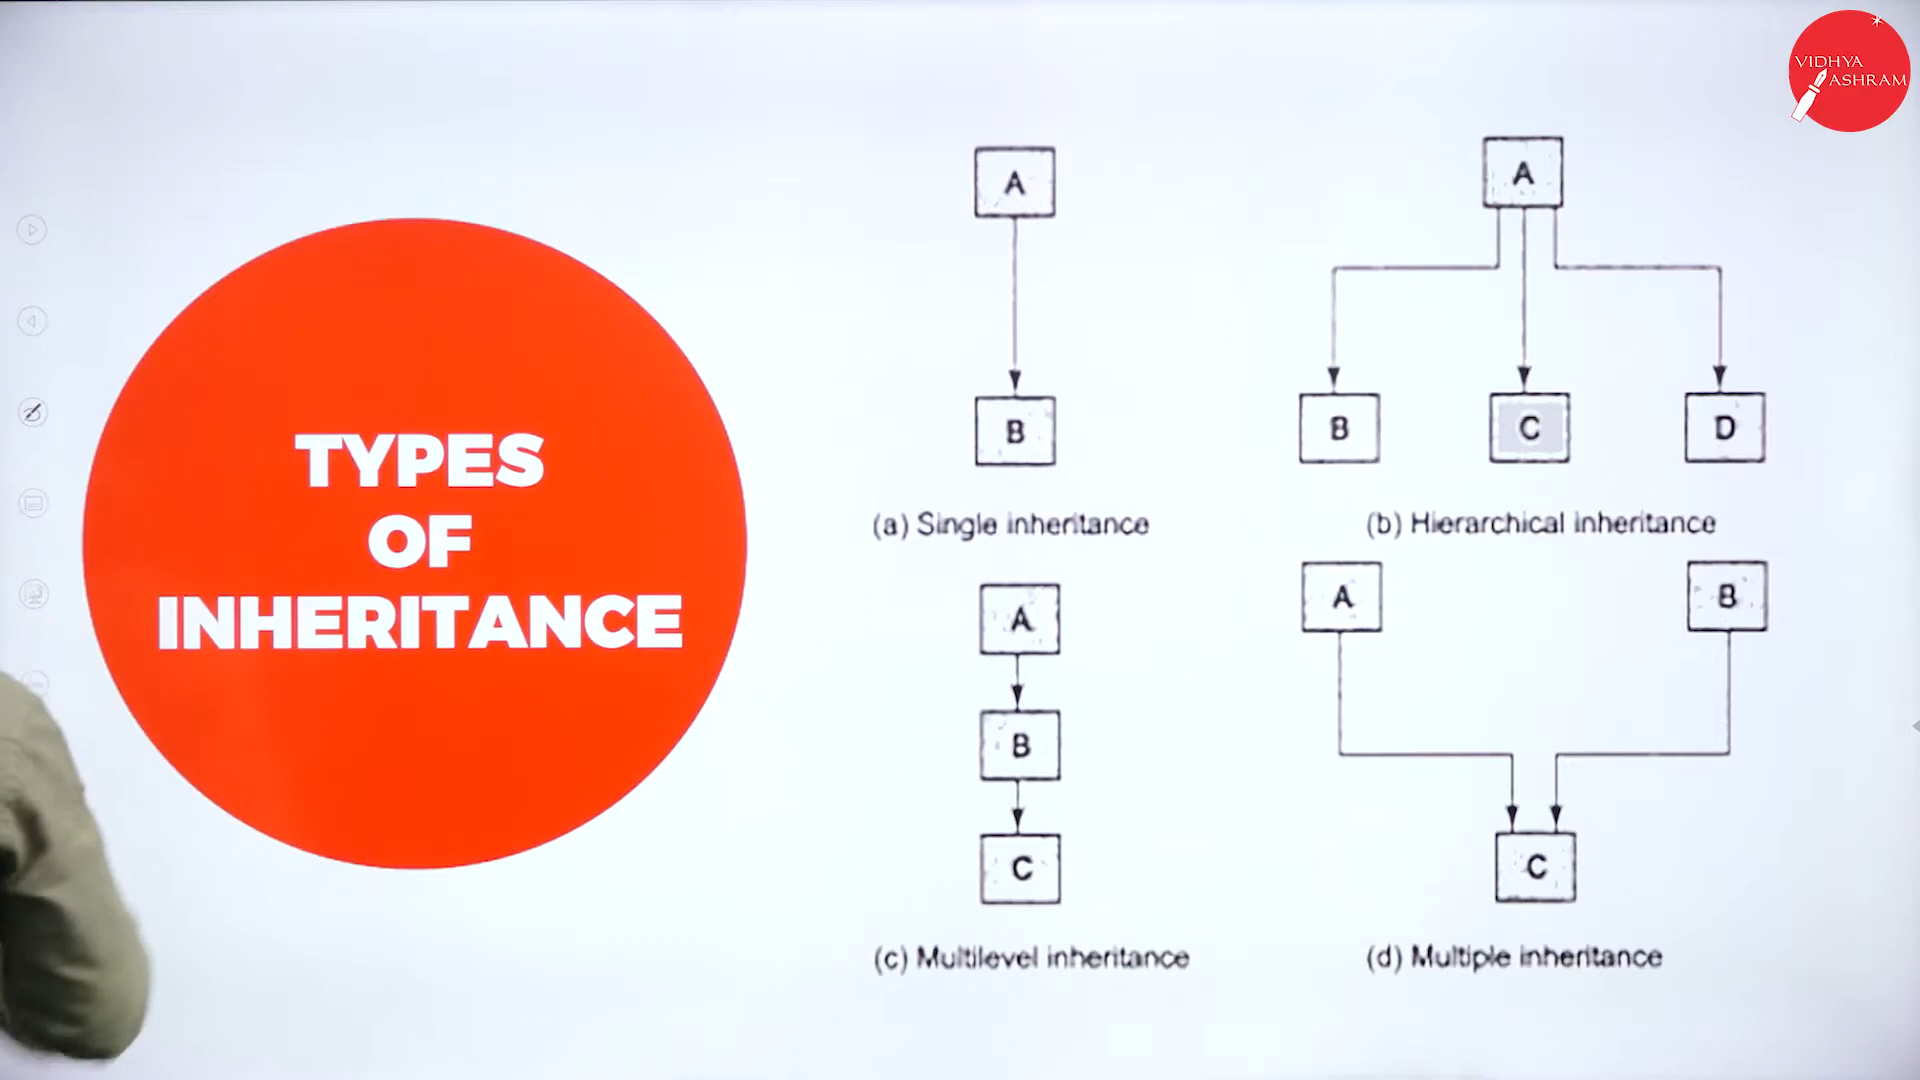 VIDHYA
ASHRAM
TYPES
OF
INHERITANCE
A
B
(a) Single inheritance
A
B
C
D
(b) Hierarchical inheritance
A
B
C
(c) Multilevel inheritance
A
B
C
(d) Multiple inheritance